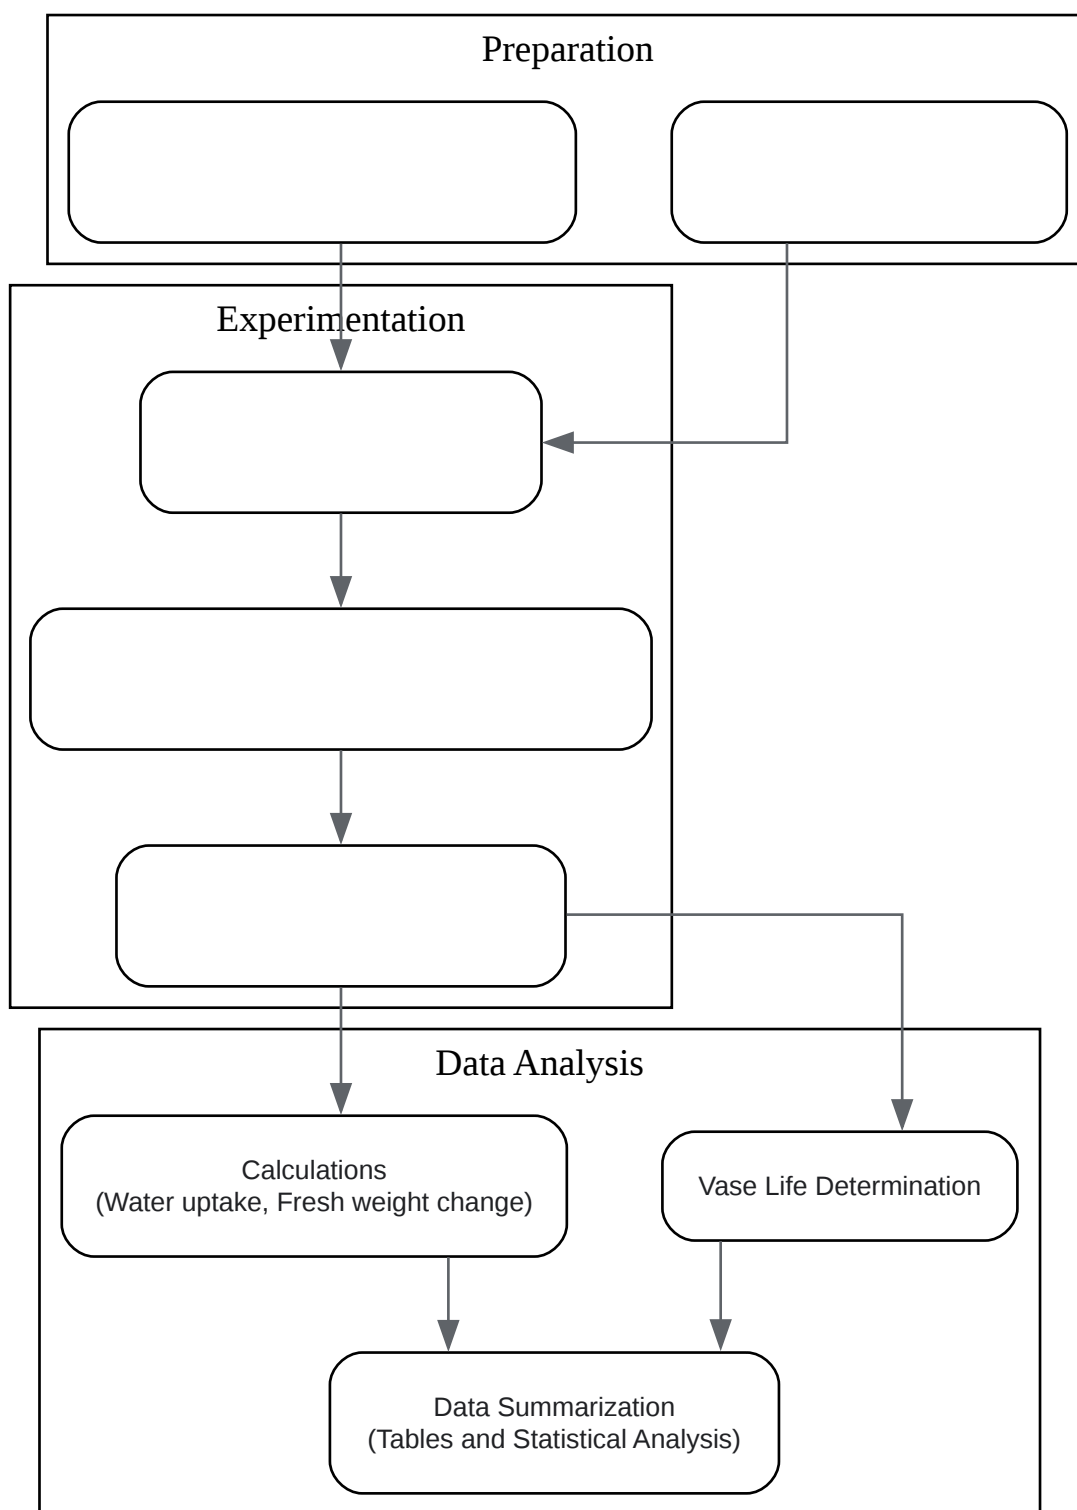 Preparation
Experimentation
Data Analysis
Calculations
(Water uptake, Fresh weight change)
Vase Life Determination
Data Summarization
(Tables and Statistical Analysis)